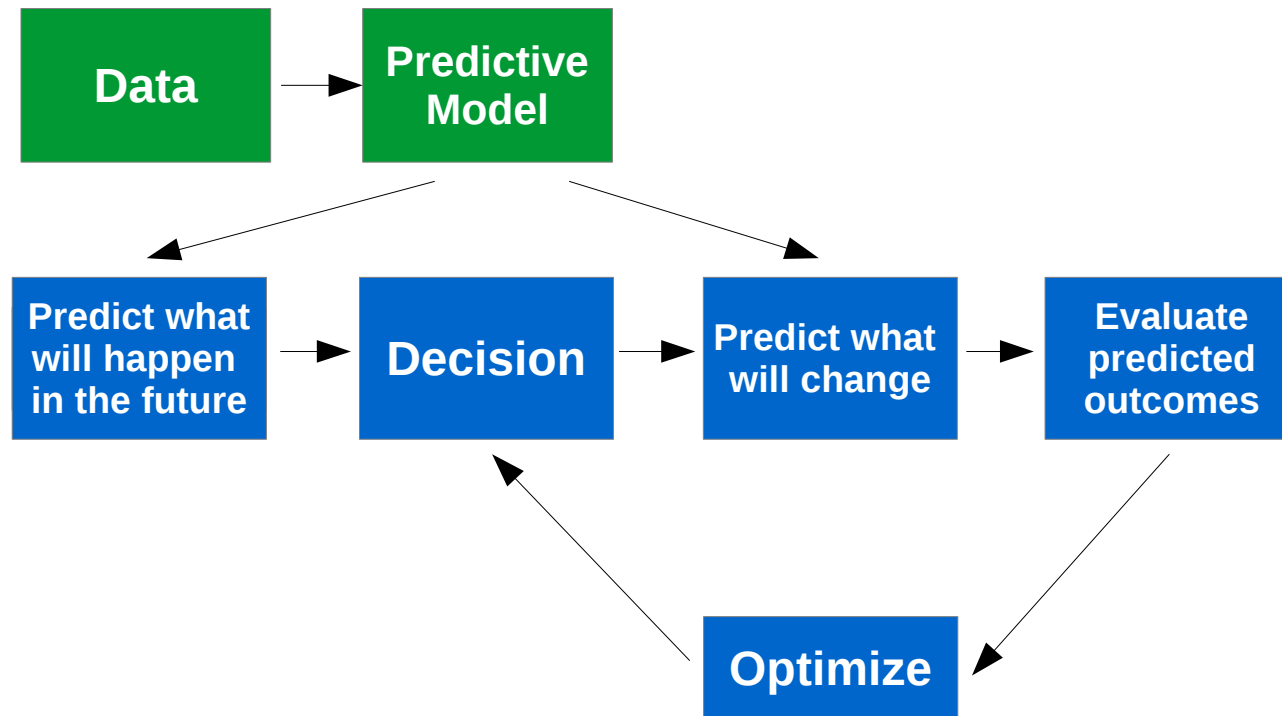 Data
Predictive
Model
Predict what
will happen
in the future
Decision
Predict what
will change
Evaluate
predicted
outcomes
Optimize